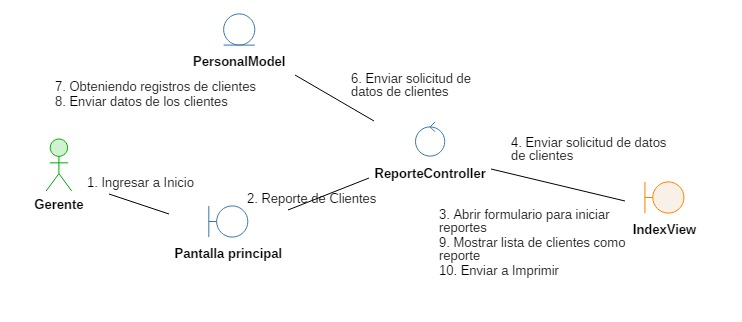 PersonalModel
7. Obteniendo registros de clientes
8. Enviar datos de los clientes
6. Enviar solicitud de
datos de clientes
4. Enviar solicitud de datos
de clientes
ReporteController
1. Ingresar a Inicio
Gerente
2. Reporte de Clientes
3. Abrir formulario para iniciar
reportes
9. Mostrar lista de clientes como
reporte
10. Enviar a Imprimir
IndexView
Pantalla principal